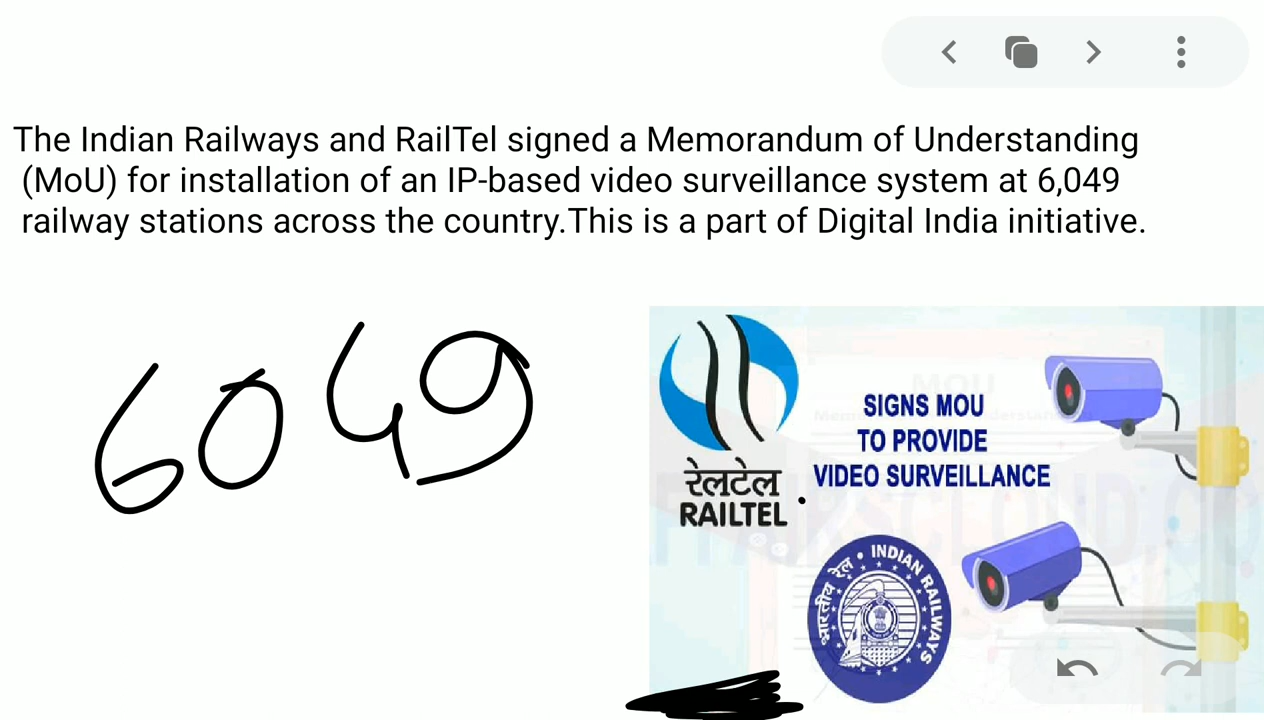 The Indian Railways and RailTel signed a Memorandum of Understanding
(MoU) for installation of an IP-based video surveillance system at 6,049
railway stations across the country.This is a part of Digital India initiative.
6049
SIGNS MOU
TO PROVIDE
VIDEO SURVEILLANCE
रेलटेल
RAILTEL
भारतीय रेल • INDIAN RAILWAYS